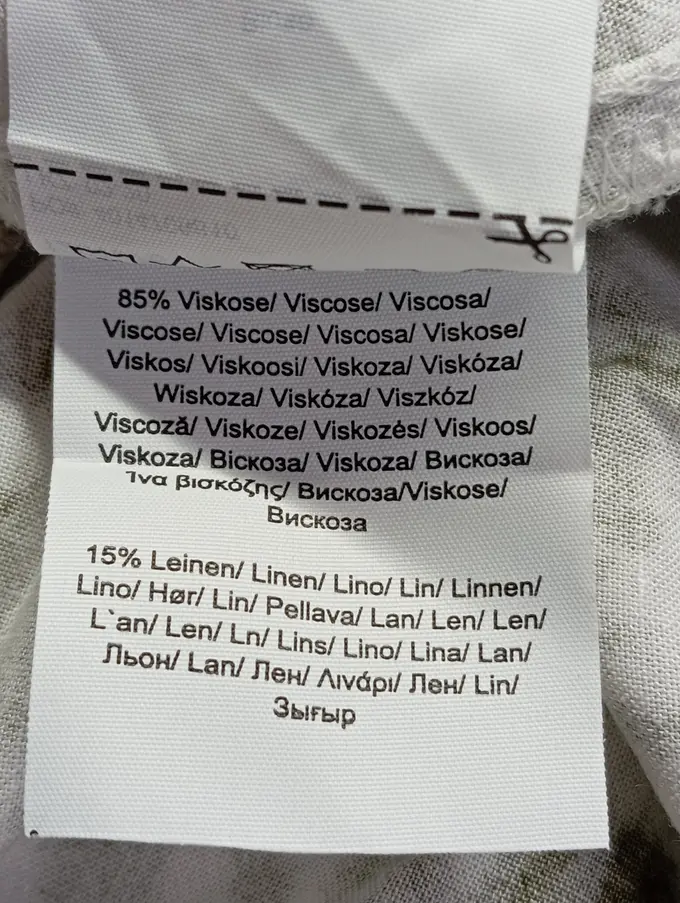 85% Viskose/ Viscose/ Viscosa/
Viscose/ Viscose/ Viscosa/ Viskose/
Viskos/ Viskoosi/ Viskoza/ Viskóza/
Wiskoza/ Viskóza/ Viszkóz/
Viscoză/ Viskoze/ Viskozės/ Viskoos/
Viskoza/ Віскоза/ Viskoza/ Вискоза/
Ίνα βισκόζης/ Вискоза/Viskose/
Вискоза
15% Leinen/ Linen/ Lino/ Lin/ Linnen/
Lino/ Hør/ Lin/ Pellava/ Lan/ Len/ Len/
L`an/ Len/ Ln/ Lins/ Lino/ Lina/ Lan/
Льон/ Lan/ Лен/ Λινάρι/ Лен/ Lin/
Зығыр